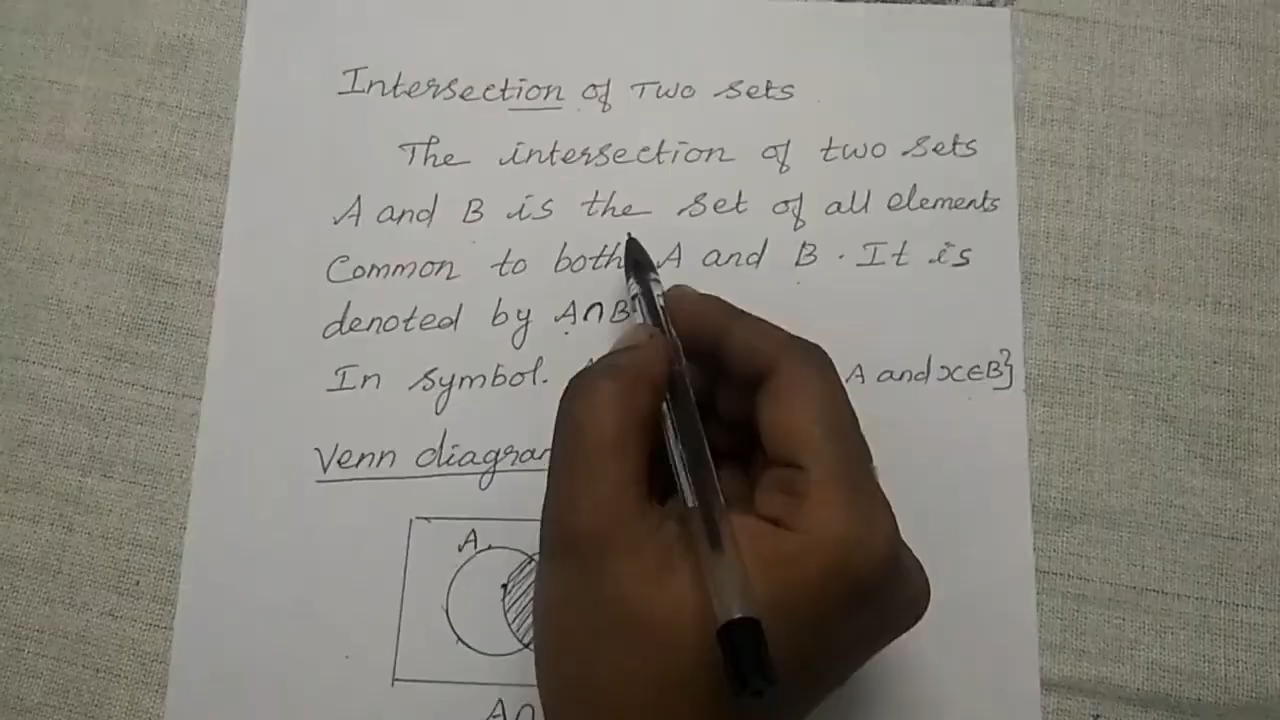 Intersection of Two sets
The intersection of two sets
A and B is the set of all elements
Common to both A and B. It is
denoted by A∩B
In symbol. A and x∈B}
Venn diagram
A
A∩